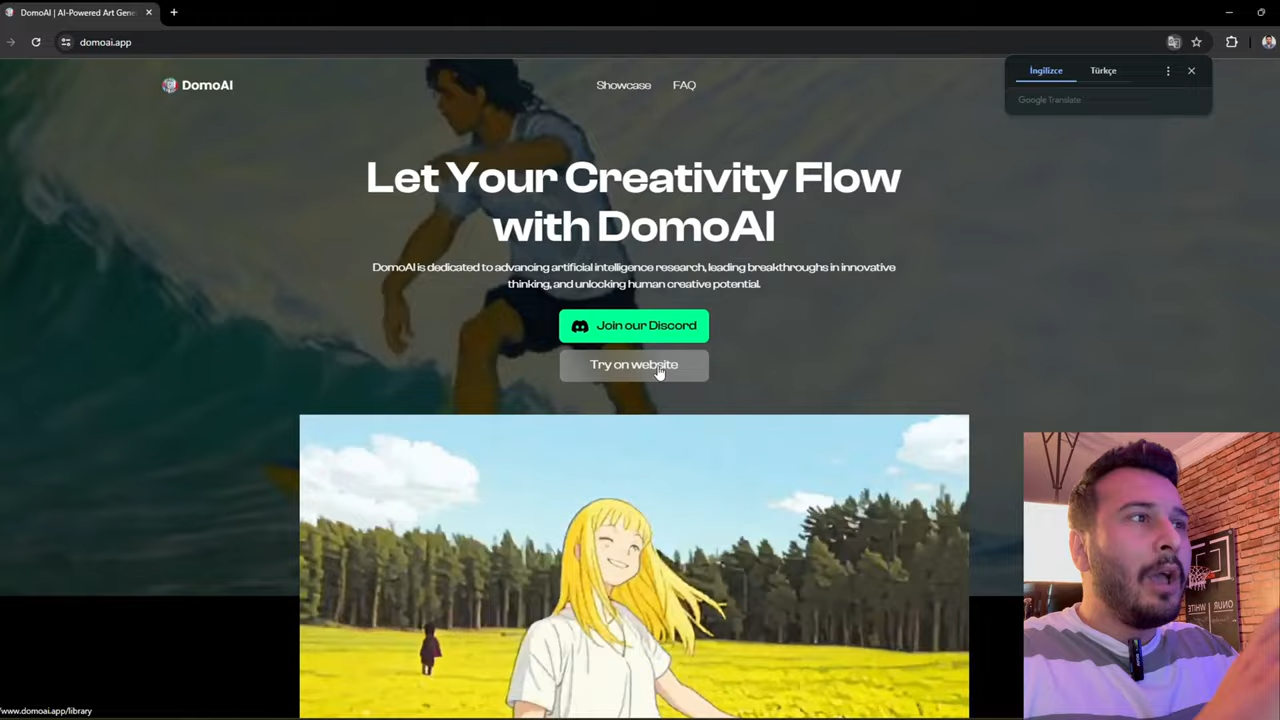 DomoAI | AI-Powered Art Gene
domoai.app
İngilizce
Türkçe
Google Translate
DomoAI
Showcase
FAQ
Let Your Creativity Flow
with DomoAI
DomoAI is dedicated to advancing artificial intelligence research, leading breakthroughs in innovative
thinking, and unlocking human creative potential.
Join our Discord
Try on website
ONUR
WHITE
/www.domoai.app/library